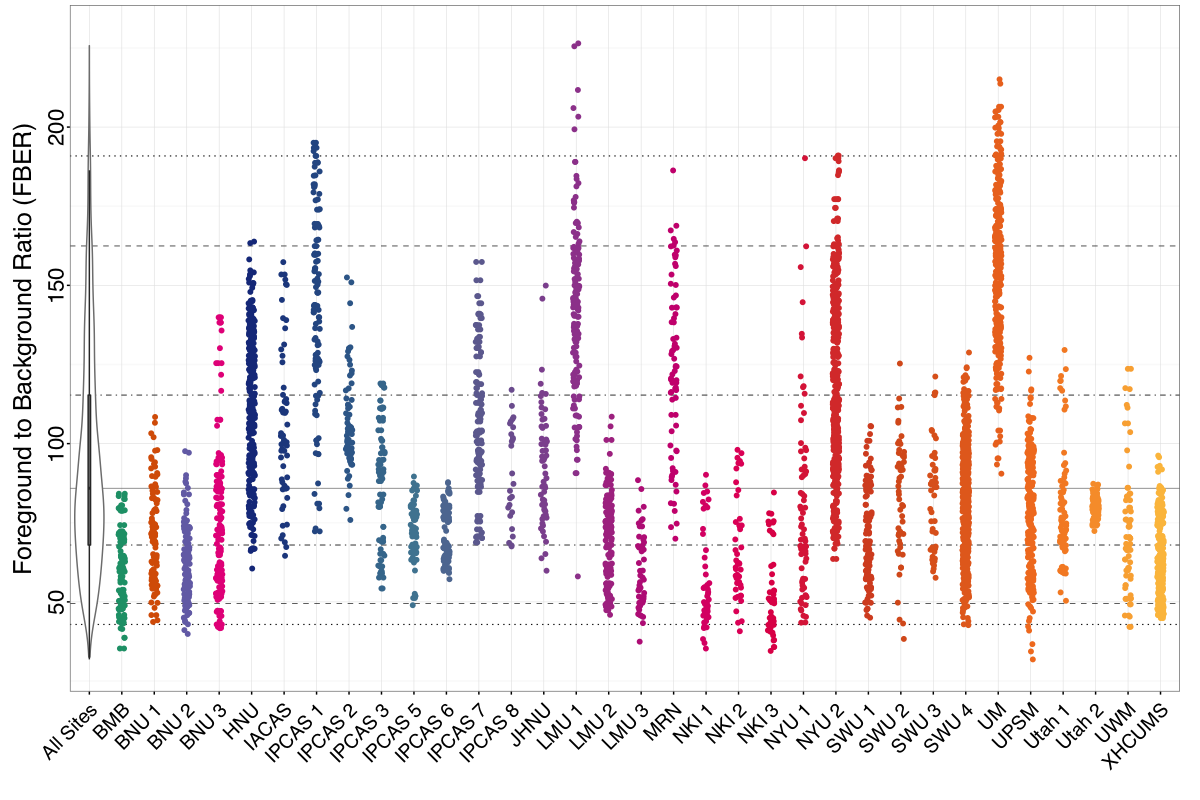 Foreground to Background Ratio (FBER)
200
150
100
50
All Sites
BMB
BNU 1
BNU 2
BNU 3
HNU
IACAS
IPCAS 1
IPCAS 2
IPCAS 3
IPCAS 5
IPCAS 6
IPCAS 7
IPCAS 8
JHNU
LMU 1
LMU 2
LMU 3
MRN
NKI 1
NKI 2
NKI 3
NYU 1
NYU 2
SWU 1
SWU 2
SWU 3
SWU 4
UM
UPSM
Utah 1
Utah 2
UWM
XHCUMS